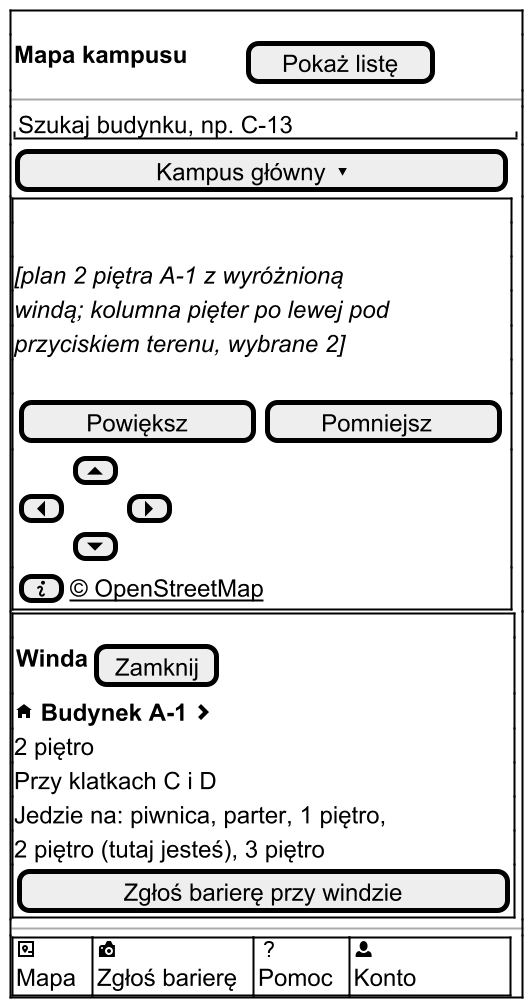 Mapa kampusu
Pokaż listę
Szukaj budynku, np. C-13
Kampus główny ▼
[plan 2 piętra A-1 z wyróżnioną
windą; kolumna pięter po lewej pod
przyciskiem terenu, wybrane 2]
Powiększ
Pomniejsz
© OpenStreetMap
Winda
Zamknij
Budynek A-1
2 piętro
Przy klatkach C i D
Jedzie na: piwnica, parter, 1 piętro,
2 piętro (tutaj jesteś), 3 piętro
Zgłoś barierę przy windzie
Mapa
Zgłoś barierę
?
Pomoc
Konto